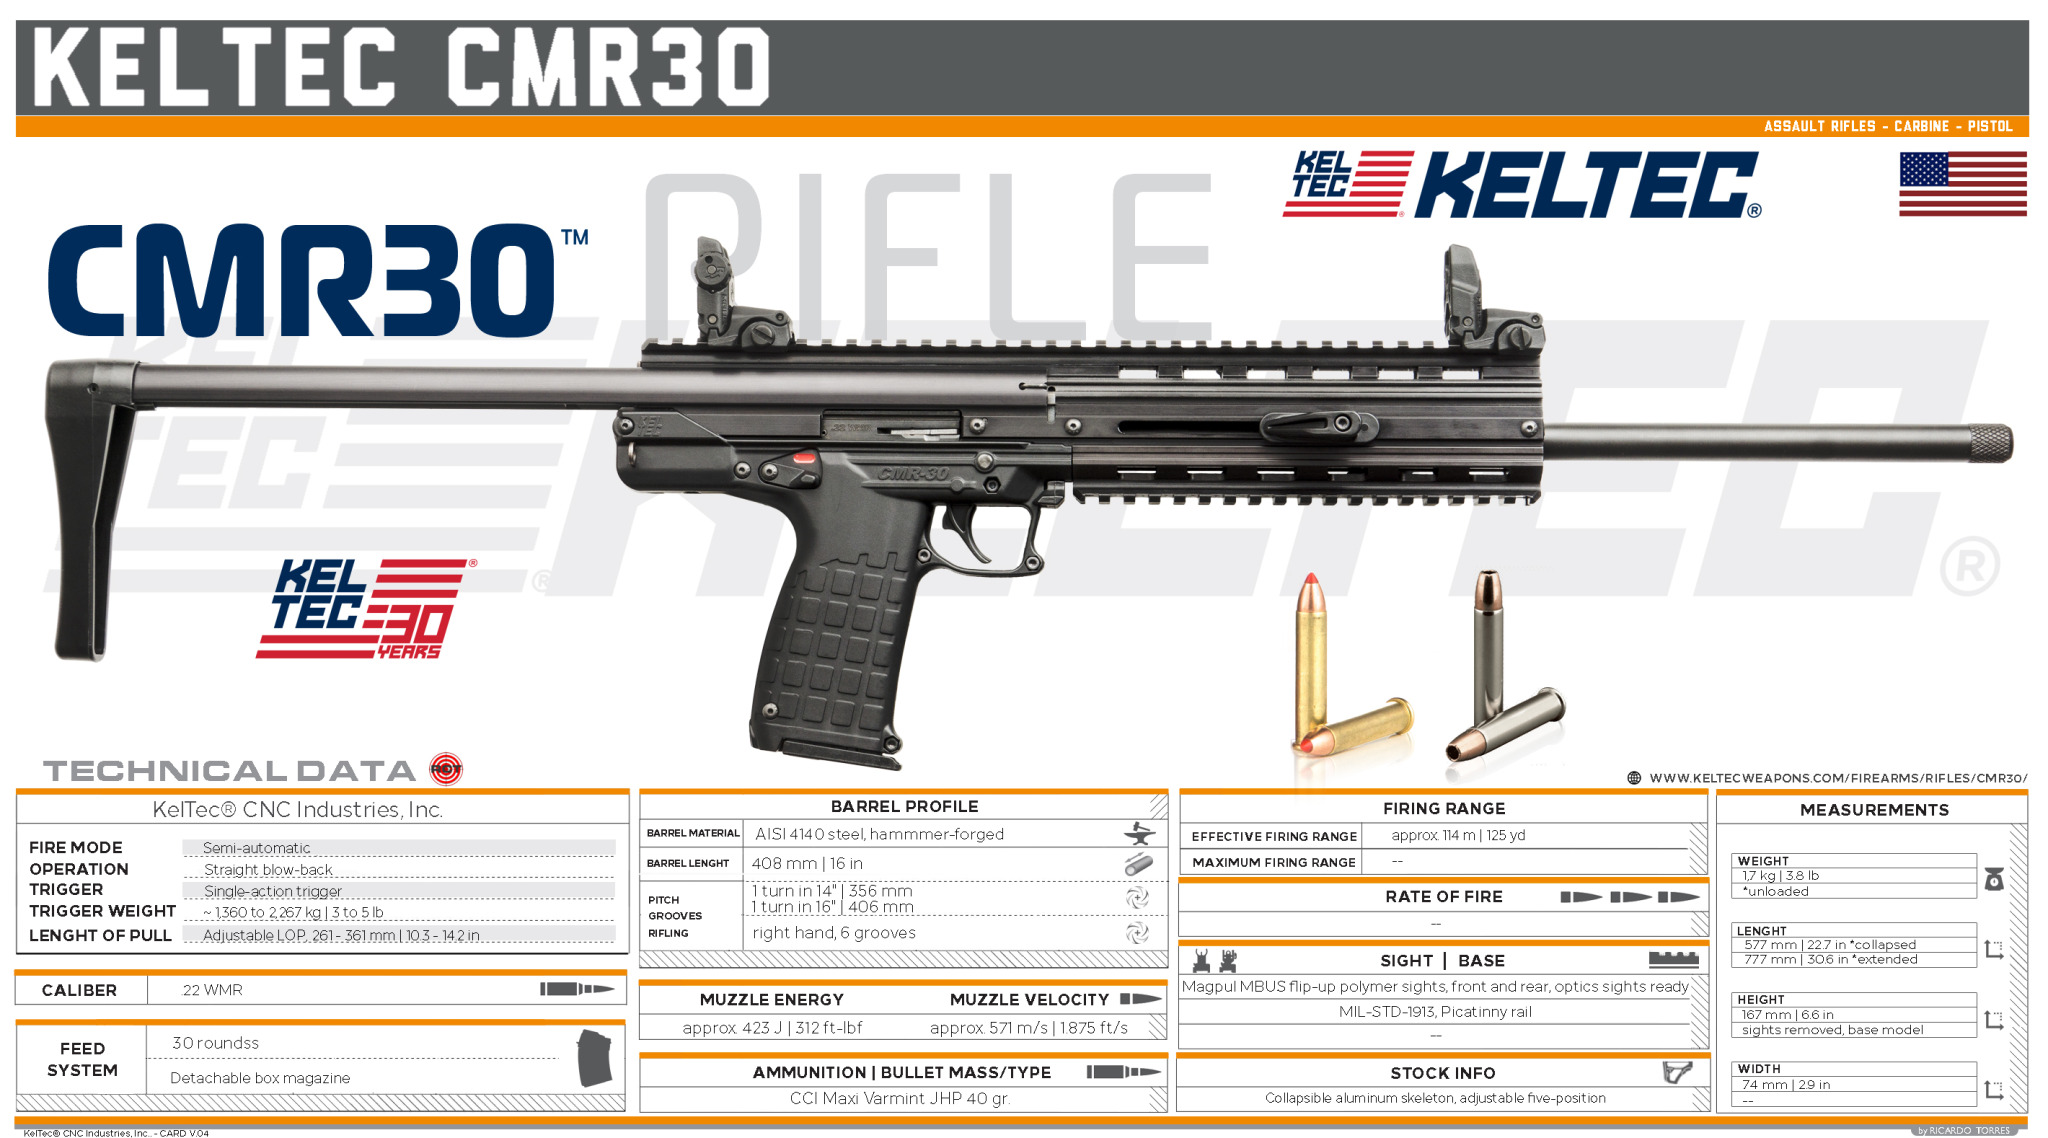 KELTEC CMR30
ASSAULT RIFLES - CARBINE - PISTOL
RIFLE
KEL TEC ® KELTEC®
CMR30™
KEL
TEC
KELTEC ®
KEL
TEC
.22 WMR
CMR-30
KEL ®
TEC 30
YEARS
TECHNICAL DATA RCT
WWW.KELTECWEAPONS.COM/FIREARMS/RIFLES/CMR30/
KelTec® CNC Industries, Inc.
FIRE MODE Semi-automatic
OPERATION Straight blow-back
TRIGGER Single-action trigger
TRIGGER WEIGHT ~ 1,360 to 2,267 kg | 3 to 5 lb
LENGHT OF PULL Adjustable LOP, 261 - 361 mm | 10.3 - 14.2 in
CALIBER .22 WMR
FEED SYSTEM
30 roundss
Detachable box magazine
BARREL PROFILE
BARREL MATERIAL AISI 4140 steel, hammmer-forged
BARREL LENGHT 408 mm | 16 in
PITCH
GROOVES
RIFLING
1 turn in 14" | 356 mm
1 turn in 16" | 406 mm
right hand, 6 grooves
MUZZLE ENERGY MUZZLE VELOCITY
approx. 423 J | 312 ft-lbf approx. 571 m/s | 1.875 ft/s
AMMUNITION | BULLET MASS/TYPE
CCI Maxi Varmint JHP 40 gr.
FIRING RANGE
EFFECTIVE FIRING RANGE approx. 114 m | 125 yd
MAXIMUM FIRING RANGE --
RATE OF FIRE
--
SIGHT | BASE
Magpul MBUS flip-up polymer sights, front and rear, optics sights ready
MIL-STD-1913, Picatinny rail
--
STOCK INFO
Collapsible aluminum skeleton, adjustable five-position
MEASUREMENTS
WEIGHT
1,7 kg | 3.8 lb
*unloaded
LENGHT
577 mm | 22.7 in *collapsed
777 mm | 30.6 in *extended
HEIGHT
167 mm | 6.6 in
sights removed, base model
WIDTH
74 mm | 2.9 in
--
KelTec® CNC Industries, Inc.. - CARD V.04
by RICARDO TORRES